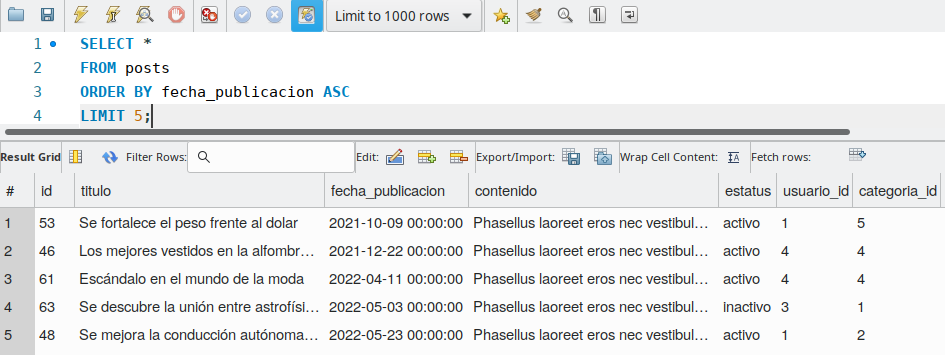 Limit to 1000 rows
1 SELECT *
2 FROM posts
3 ORDER BY fecha_publicacion ASC
4 LIMIT 5;
Result Grid Filter Rows: Edit: Export/Import: Wrap Cell Content: Fetch rows:
# id titulo fecha_publicacion contenido estatus usuario_id categoria_id
1 53 Se fortalece el peso frente al dolar 2021-10-09 00:00:00 Phasellus laoreet eros nec vestibul... activo 1 5
2 46 Los mejores vestidos en la alfombr... 2021-12-22 00:00:00 Phasellus laoreet eros nec vestibul... activo 4 4
3 61 Escándalo en el mundo de la moda 2022-04-11 00:00:00 Phasellus laoreet eros nec vestibul... activo 4 4
4 63 Se descubre la unión entre astrofísi... 2022-05-03 00:00:00 Phasellus laoreet eros nec vestibul... inactivo 3 1
5 48 Se mejora la conducción autónoma... 2022-05-23 00:00:00 Phasellus laoreet eros nec vestibul... activo 1 2